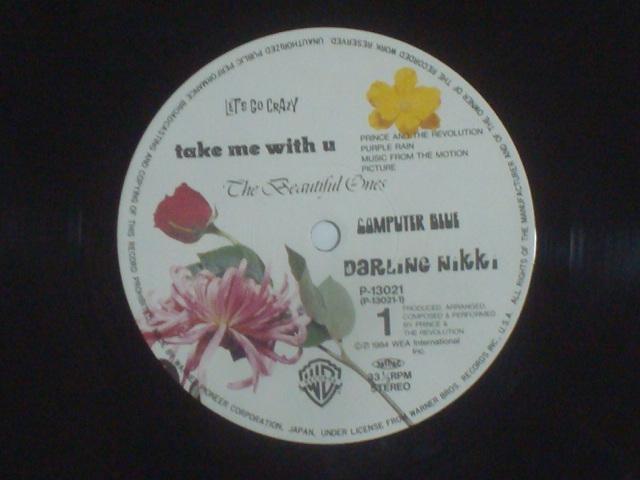 LET'S GO CRAZY
take me with u
PRINCE AND THE REVOLUTION
PURPLE RAIN
MUSIC FROM THE MOTION
PICTURE
The Beautiful Ones
COMPUTER BLUE
DARLING NIKKI
P-13021
(P-13021-1)
1
PRODUCED, ARRANGED,
COMPOSED & PERFORMED
BY PRINCE &
THE REVOLUTION
©℗ 1984 WEA International
Inc.
33 1/3 RPM
STEREO
PIONEER CORPORATION, JAPAN, UNDER LICENSE FROM WARNER BROS. RECORDS INC., U.S.A. ALL RIGHTS OF THE MANUFACTURER AND OF THE OWNER OF THE RECORDED WORK RESERVED. UNAUTHORIZED PUBLIC PERFORMANCE BROADCASTING AND COPYING OF THIS RECORD